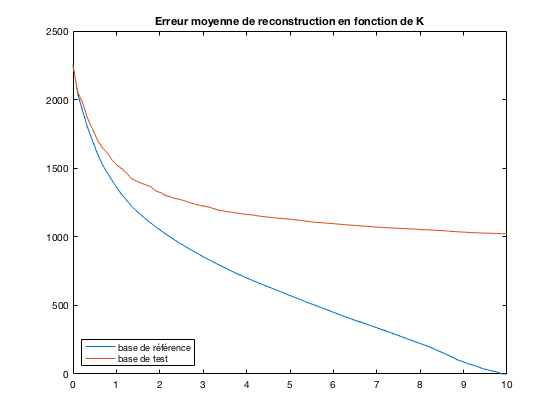 Erreur moyenne de reconstruction en fonction de K
2500
2000
1500
1000
500
0
base de référence
base de test
0 1 2 3 4 5 6 7 8 9 10